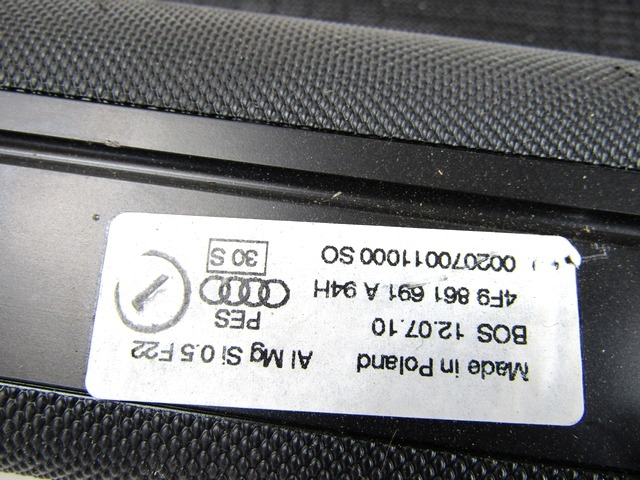 Made in Poland Al Mg Si 0.5 F22
BOS 12.07.10 PES
4F9 861 691 A 94H
002070011000 SO 30 S